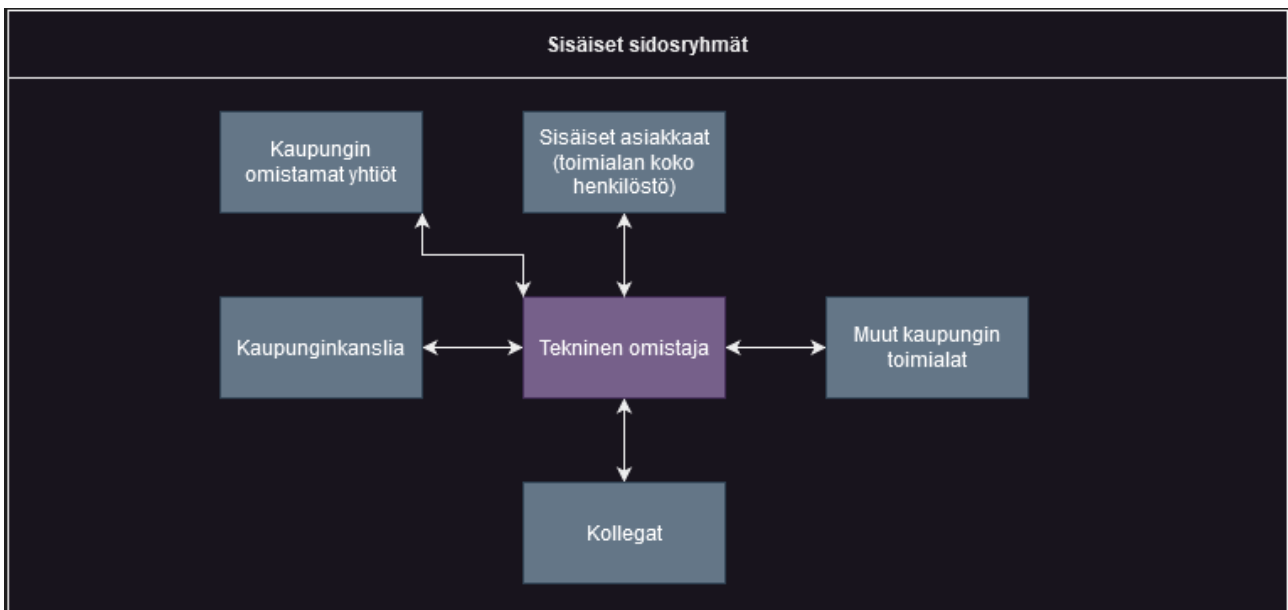 Sisäiset sidosryhmät
Kaupungin
omistamat yhtiöt
Sisäiset asiakkaat
(toimialan koko
henkilöstö)
Kaupunginkanslia
Tekninen omistaja
Muut kaupungin
toimialat
Kollegat